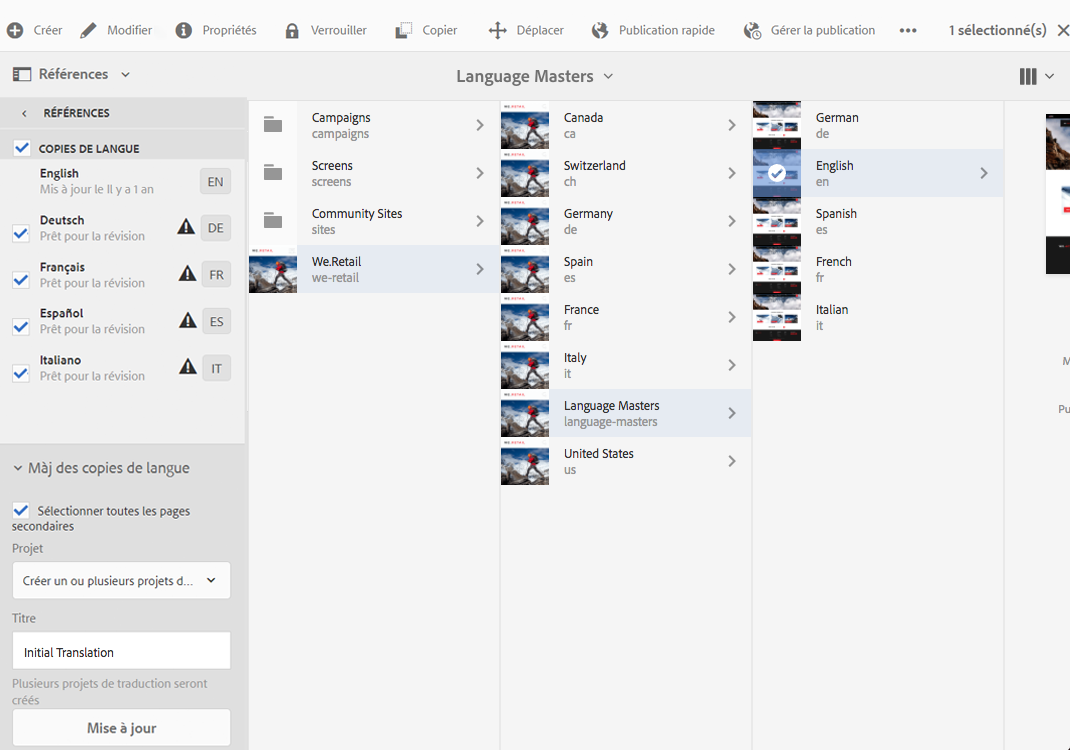 Créer Modifier Propriétés Verrouiller Copier Déplacer Publication rapide Gérer la publication ••• 1 sélectionné(s)
Références
Language Masters
RÉFÉRENCES
COPIES DE LANGUE
English
Mis à jour le Il y a 1 an
EN
Deutsch
Prêt pour la révision
DE
Français
Prêt pour la révision
FR
Español
Prêt pour la révision
ES
Italiano
Prêt pour la révision
IT
Màj des copies de langue
Sélectionner toutes les pages
secondaires
Projet
Créer un ou plusieurs projets d...
Titre
Initial Translation
Plusieurs projets de traduction seront
créés
Mise à jour
Campaigns
campaigns
Screens
screens
Community Sites
sites
We.Retail
we-retail
Canada
ca
Switzerland
ch
Germany
de
Spain
es
France
fr
Italy
it
Language Masters
language-masters
United States
us
German
de
English
en
Spanish
es
French
fr
Italian
it
M
Pu